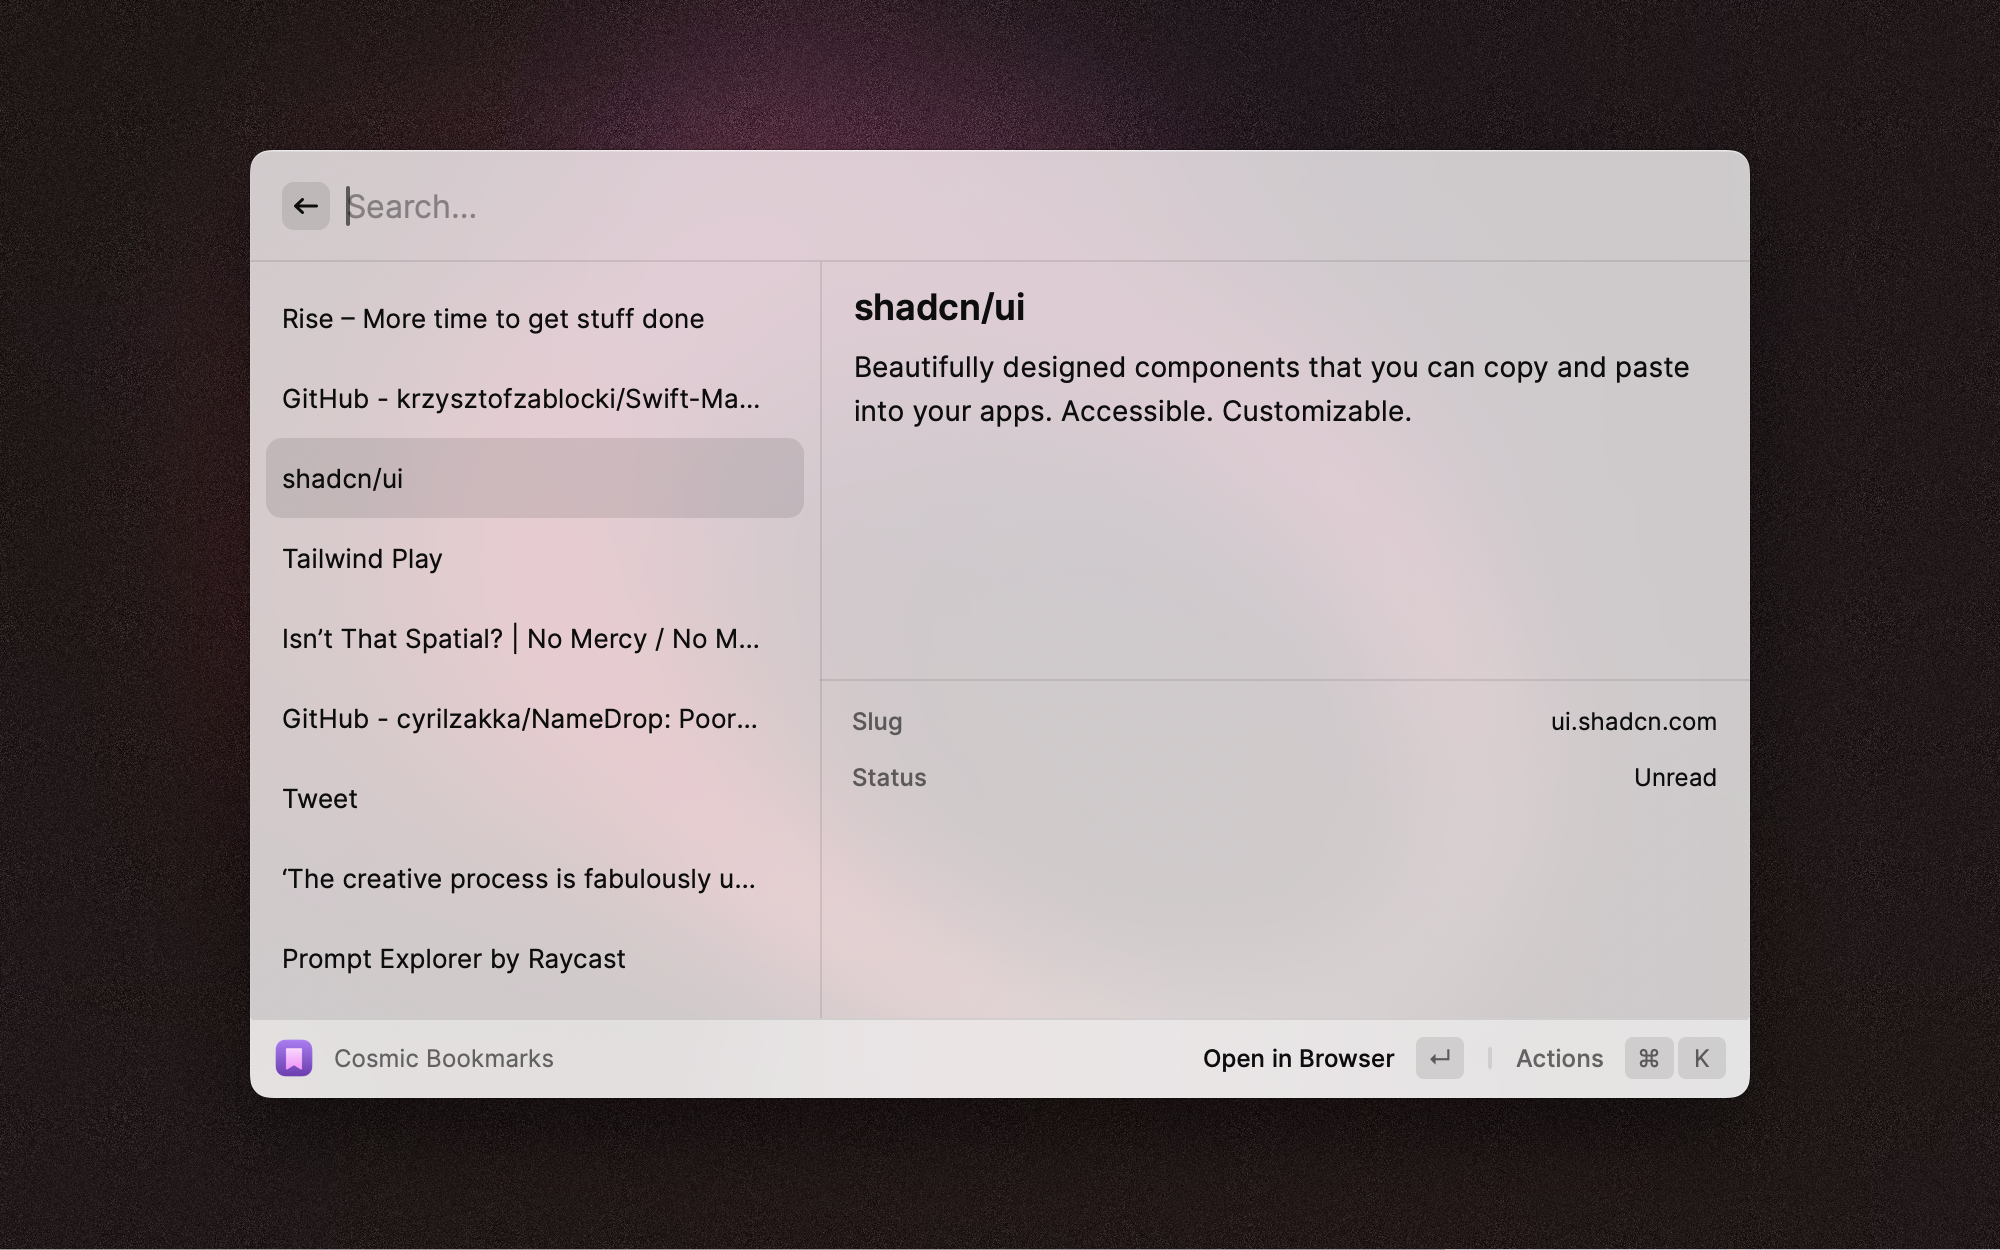 Search...
Rise – More time to get stuff done
GitHub - krzysztofzablocki/Swift-Ma...
shadcn/ui
Tailwind Play
Isn’t That Spatial? | No Mercy / No M...
GitHub - cyrilzakka/NameDrop: Poor...
Tweet
‘The creative process is fabulously u...
Prompt Explorer by Raycast
shadcn/ui
Beautifully designed components that you can copy and paste
into your apps. Accessible. Customizable.
Slug ui.shadcn.com
Status Unread
Cosmic Bookmarks Open in Browser Actions ⌘ K